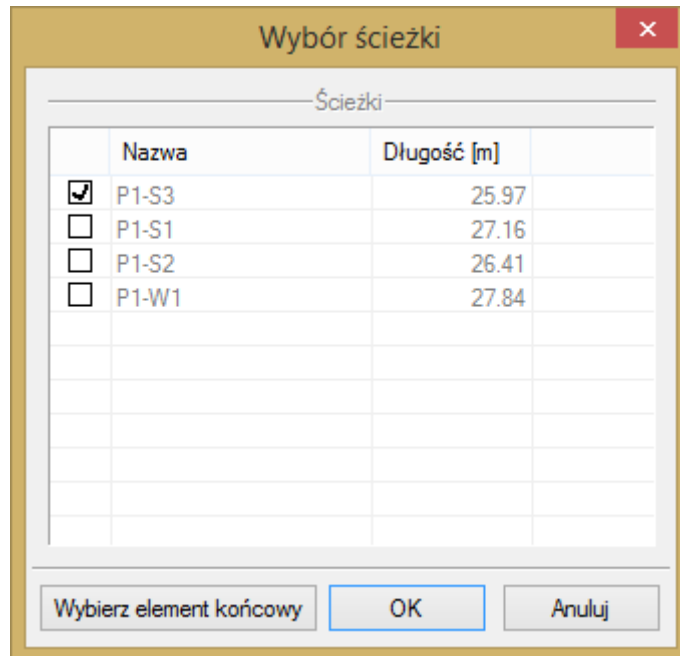 Wybór ścieżki
Ścieżki
Nazwa Długość [m]
P1-S3 25.97
P1-S1 27.16
P1-S2 26.41
P1-W1 27.84
Wybierz element końcowy OK Anuluj